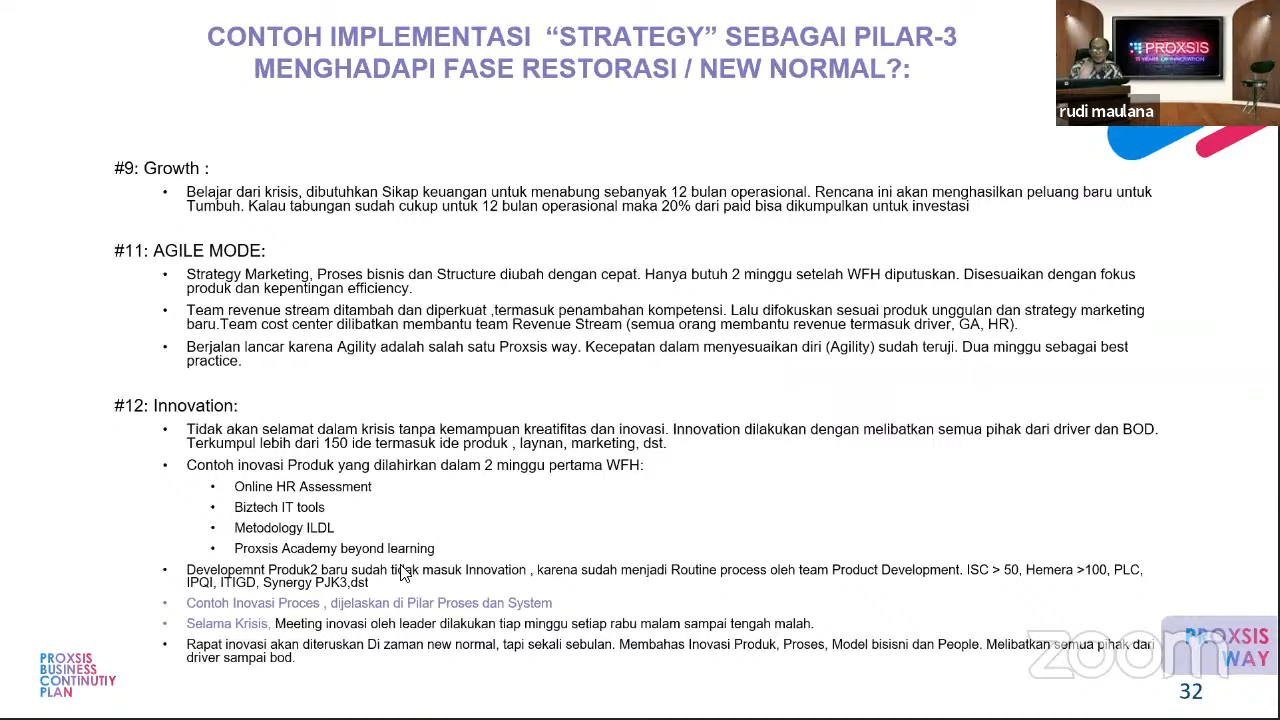 CONTOH IMPLEMENTASI “STRATEGY” SEBAGAI PILAR-3
MENGHADAPI FASE RESTORASI / NEW NORMAL?:
PROXSIS
15 YEARS OF INNOVATION
rudi maulana
#9: Growth :
• Belajar dari krisis, dibutuhkan Sikap keuangan untuk menabung sebanyak 12 bulan operasional. Rencana ini akan menghasilkan peluang baru untuk
Tumbuh. Kalau tabungan sudah cukup untuk 12 bulan operasional maka 20% dari paid bisa dikumpulkan untuk investasi
#11: AGILE MODE:
• Strategy Marketing, Proses bisnis dan Structure diubah dengan cepat. Hanya butuh 2 minggu setelah WFH diputuskan. Disesuaikan dengan fokus
produk dan kepentingan efficiency.
• Team revenue stream ditambah dan diperkuat ,termasuk penambahan kompetensi. Lalu difokuskan sesuai produk unggulan dan strategy marketing
baru.Team cost center dilibatkan membantu team Revenue Stream (semua orang membantu revenue termasuk driver, GA, HR).
• Berjalan lancar karena Agility adalah salah satu Proxsis way. Kecepatan dalam menyesuaikan diri (Agility) sudah teruji. Dua minggu sebagai best
practice.
#12: Innovation:
• Tidak akan selamat dalam krisis tanpa kemampuan kreatifitas dan inovasi. Innovation dilakukan dengan melibatkan semua pihak dari driver dan BOD.
Terkumpul lebih dari 150 ide termasuk ide produk , laynan, marketing, dst.
• Contoh inovasi Produk yang dilahirkan dalam 2 minggu pertama WFH:
• Online HR Assessment
• Biztech IT tools
• Metodology ILDL
• Proxsis Academy beyond learning
• Developemnt Produk2 baru sudah tidak masuk Innovation , karena sudah menjadi Routine process oleh team Product Development. ISC > 50, Hemera >100, PLC,
IPQI, ITIGD, Synergy PJK3,dst
• Contoh Inovasi Proces , dijelaskan di Pilar Proses dan System
• Selama Krisis, Meeting inovasi oleh leader dilakukan tiap minggu setiap rabu malam sampai tengah malah.
• Rapat inovasi akan diteruskan Di zaman new normal, tapi sekali sebulan. Membahas Inovasi Produk, Proses, Model bisisni dan People. Melibatkan semua pihak dari
driver sampai bod.
PROXSIS
BUSINESS
CONTINUTIY
PLAN
zoom
PROXSIS
WAY
32